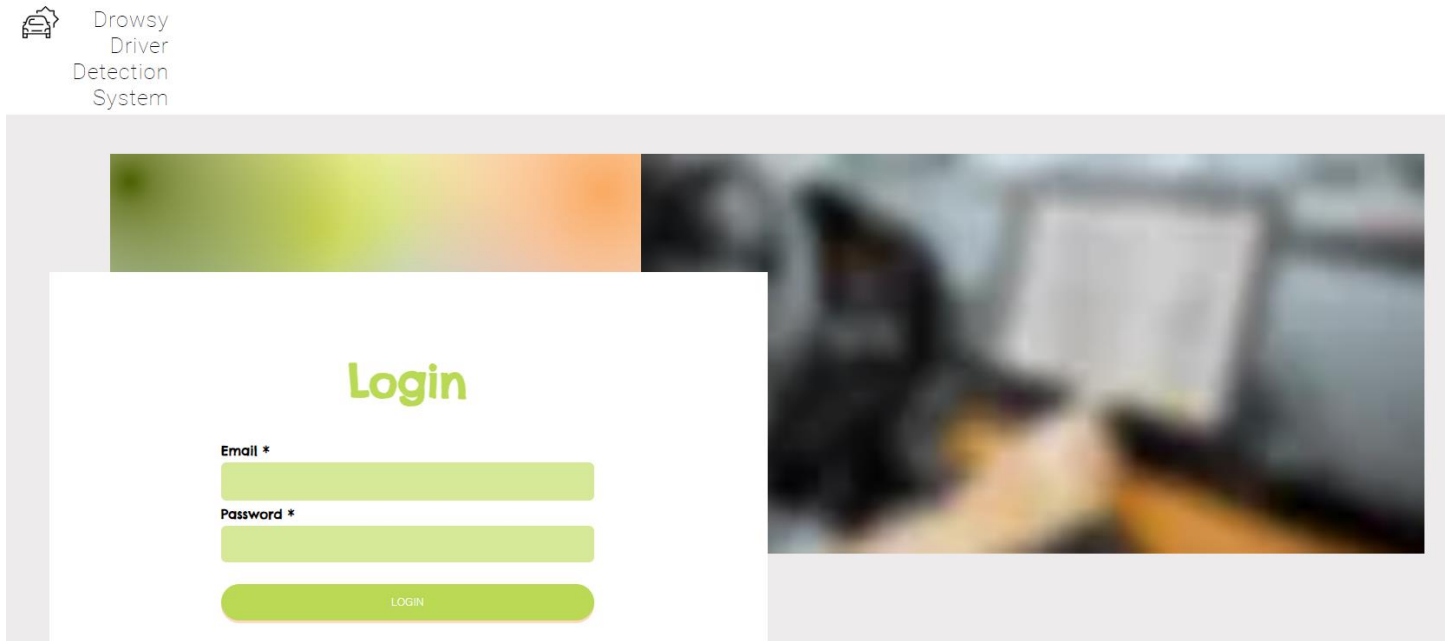 Drowsy
Driver
Detection
System
Login
Email *
Password *
LOGIN